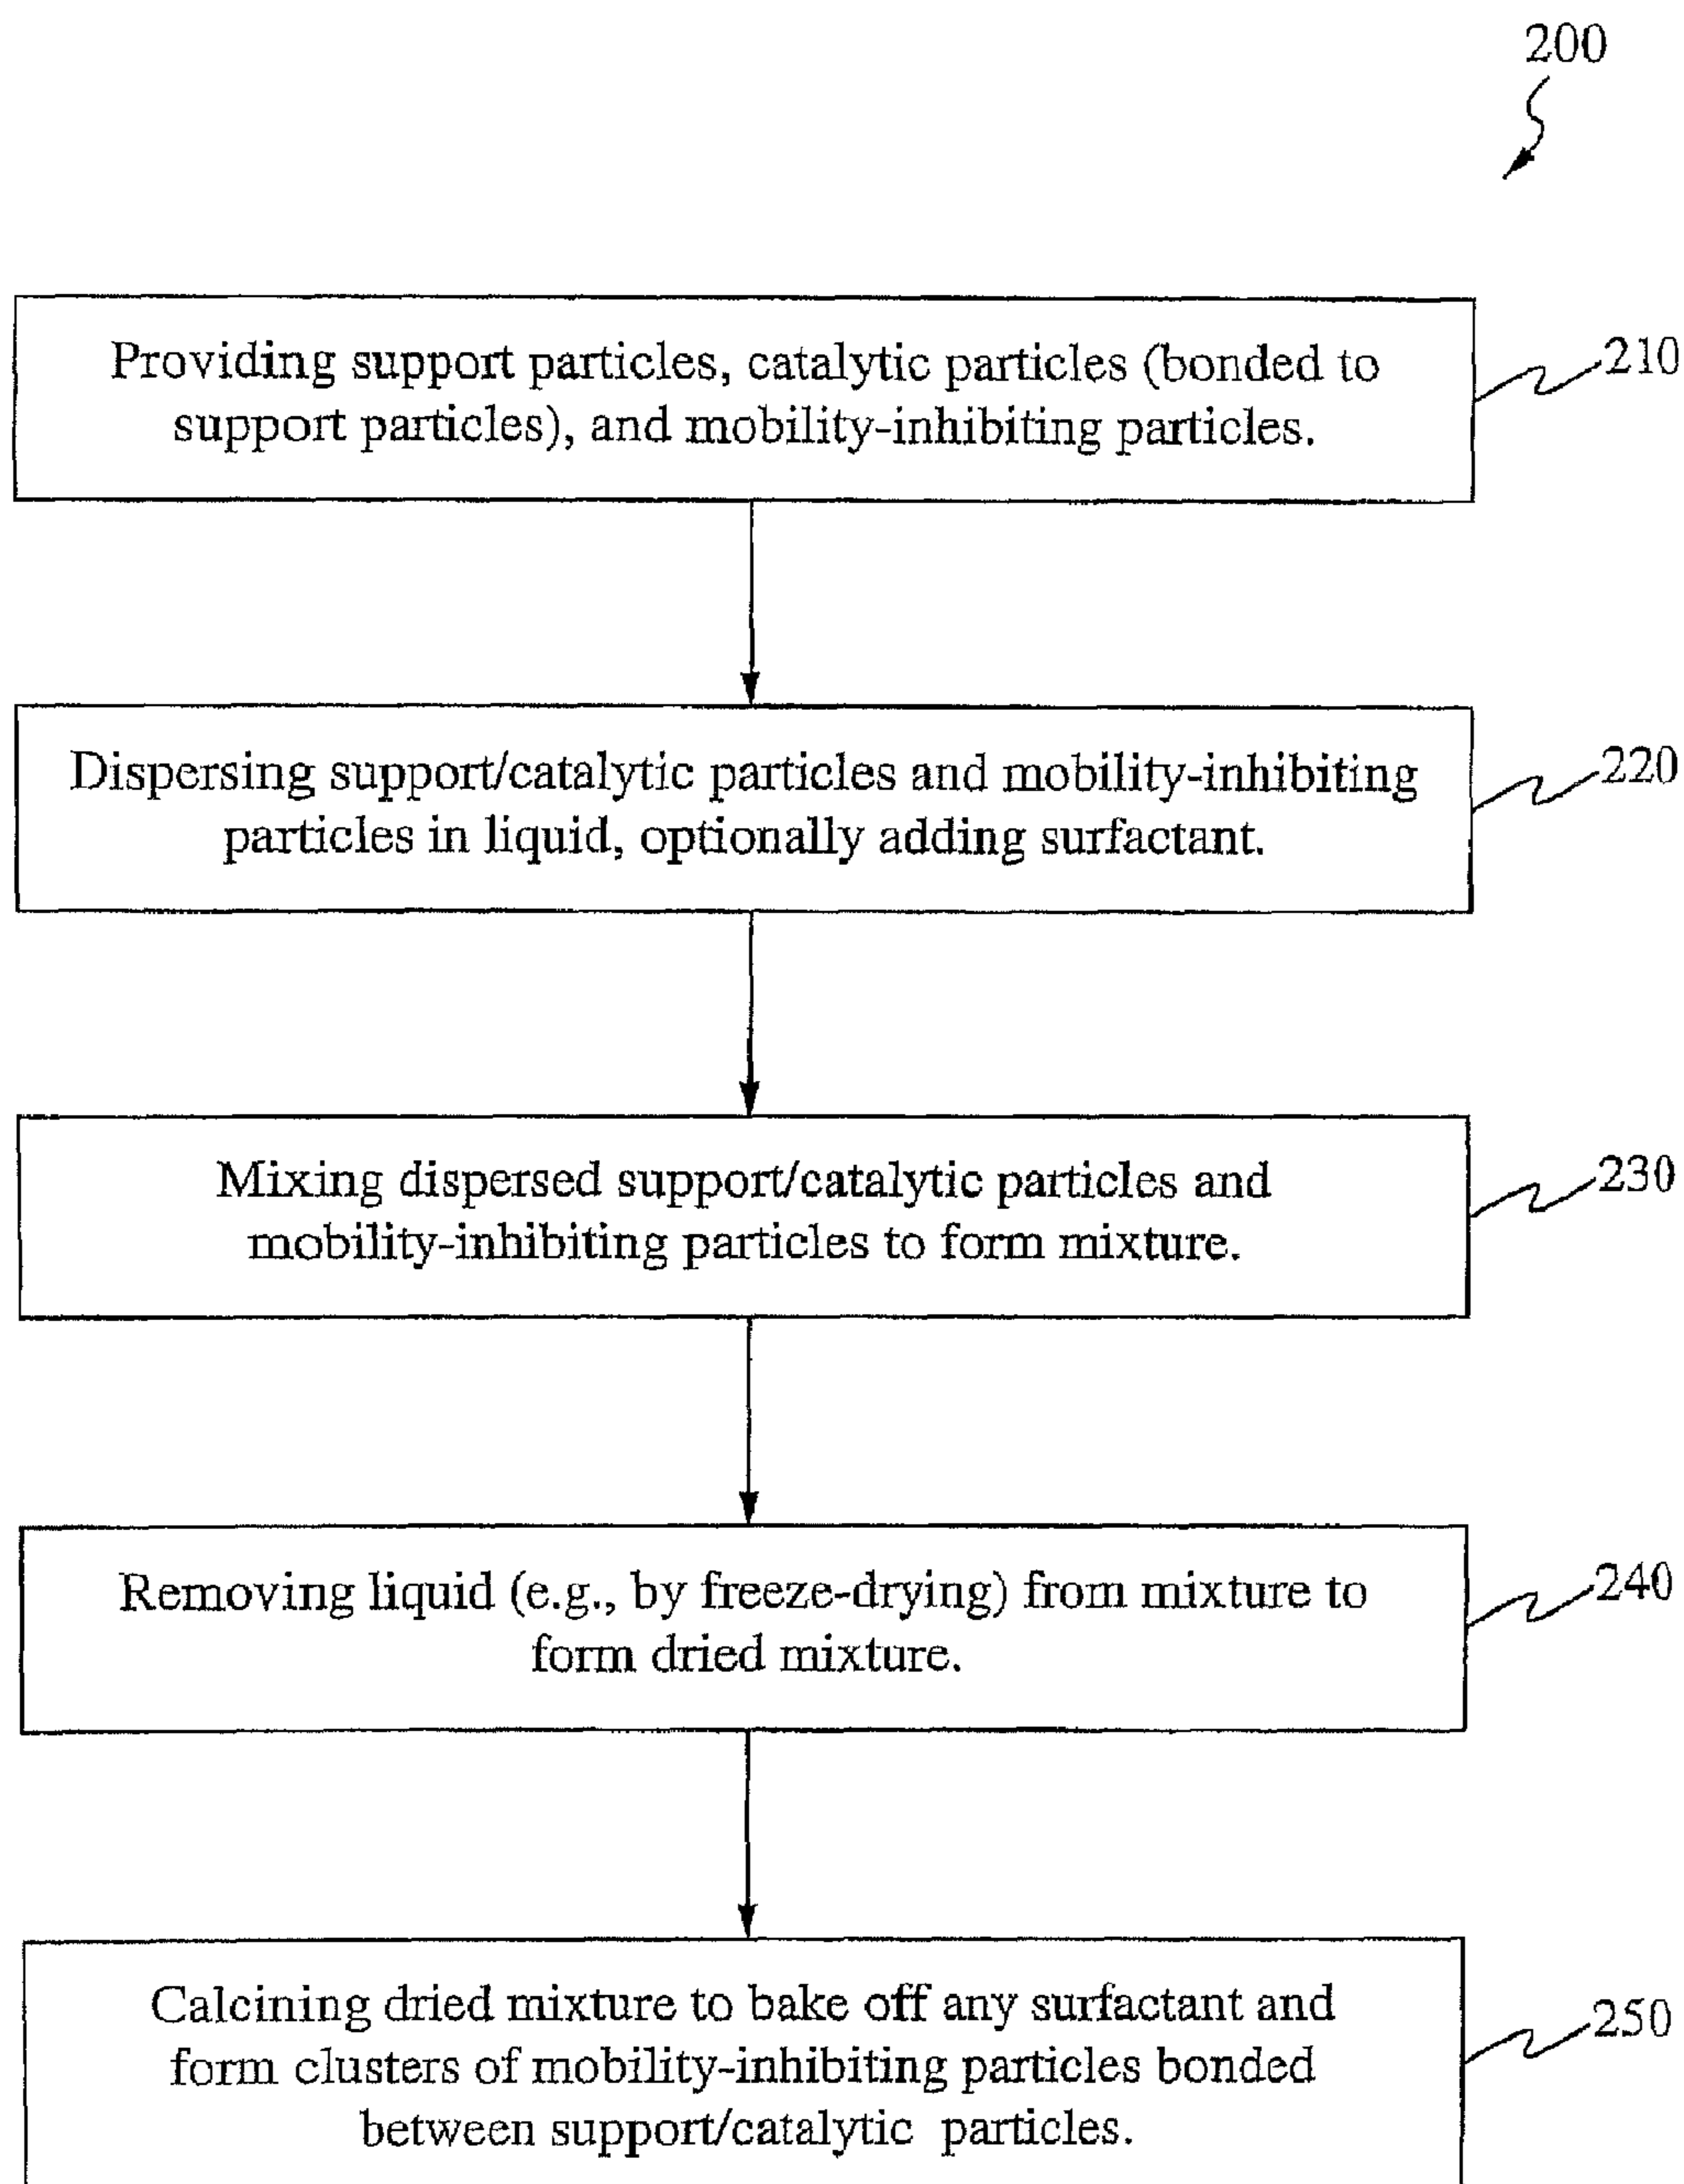 200
Providing support particles, catalytic particles (bonded to
support particles), and mobility-inhibiting particles.
210
Dispersing support/catalytic particles and mobility-inhibiting
particles in liquid, optionally adding surfactant.
220
Mixing dispersed support/catalytic particles and
mobility-inhibiting particles to form mixture.
230
Removing liquid (e.g., by freeze-drying) from mixture to
form dried mixture.
240
Calcining dried mixture to bake off any surfactant and
form clusters of mobility-inhibiting particles bonded
between support/catalytic particles.
250